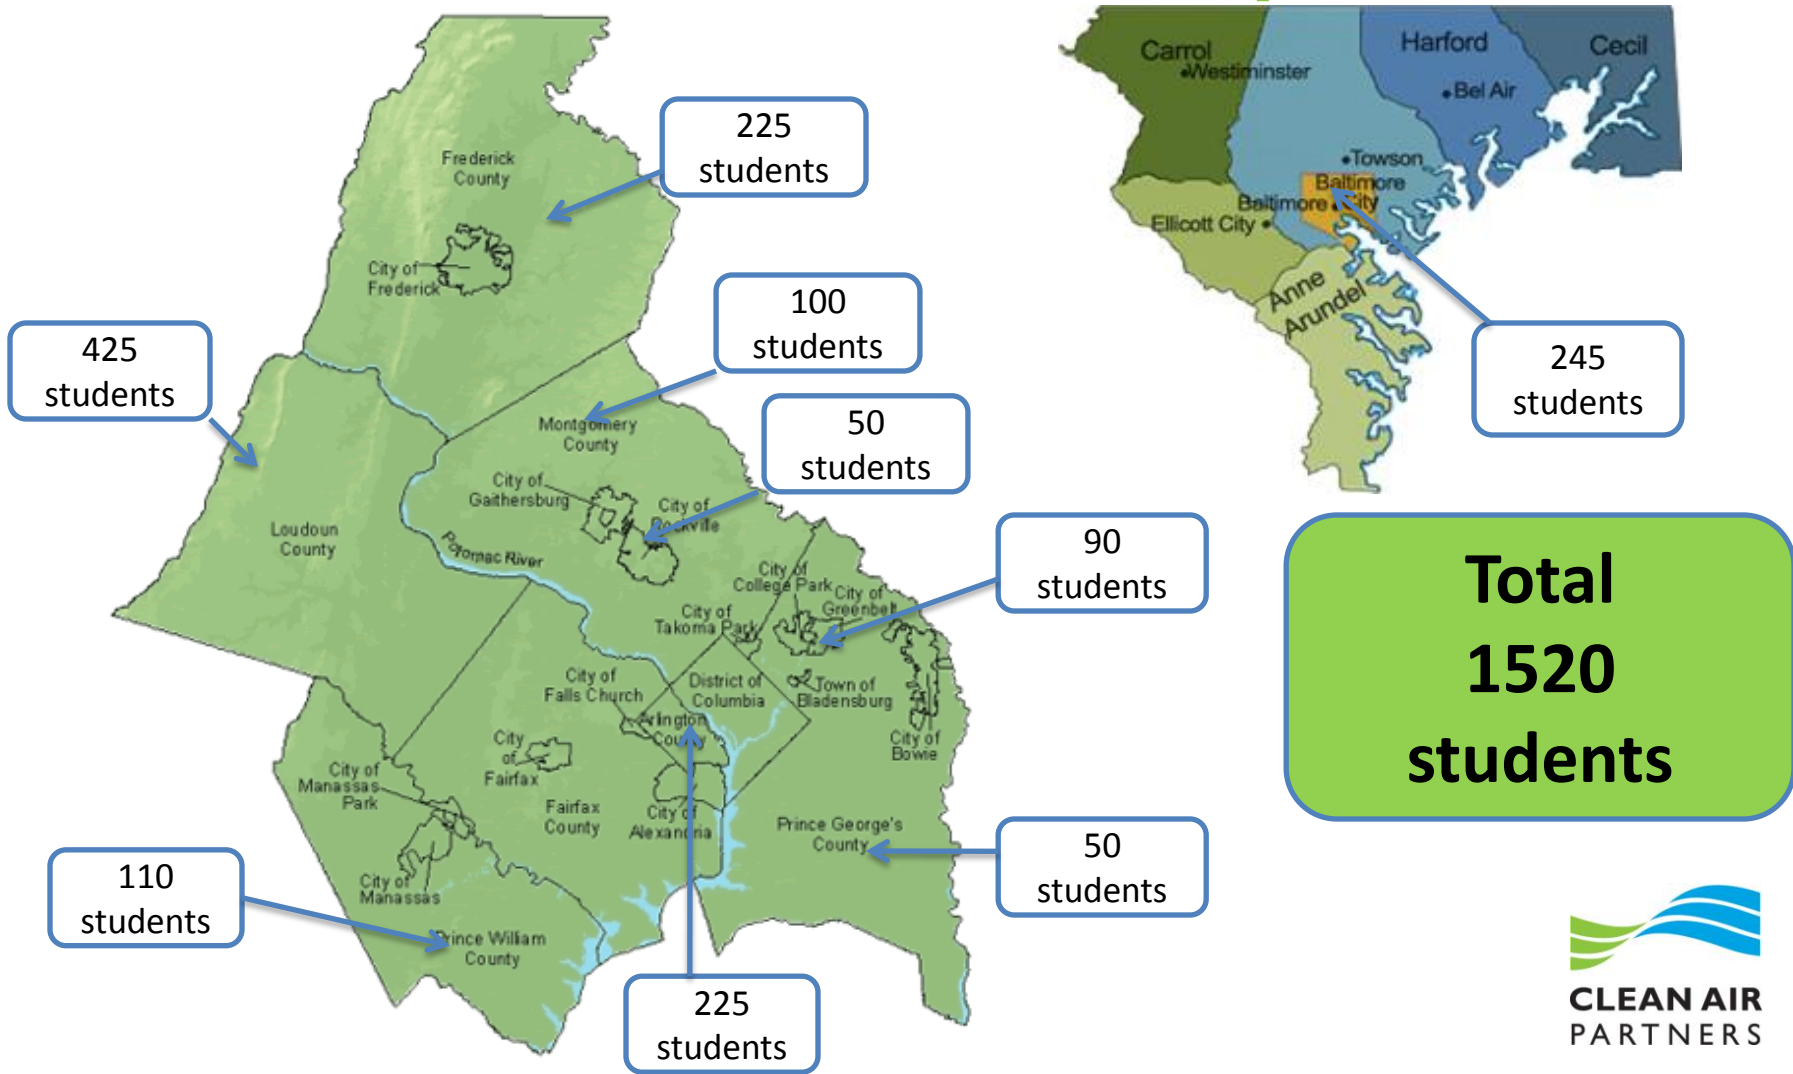 225
students
Frederick
County
City of
Frederick
100
students
425
students
Montgomery
County
50
students
City of
Gaithersburg
City of
Rockville
Loudoun
County
Potomac River
90
students
City of
College Park
City of
Greenbelt
City of
Takoma Park
City of
Falls Church
District of
Columbia
Town of
Bladensburg
Arlington
County
City of
Bowie
City
of
Fairfax
City of
Manassas
Park
Fairfax
County
City of
Alexandria
Prince George's
County
50
students
110
students
City of
Manassas
Prince William
County
225
students
Carrol
Westiminster
Harford
Bel Air
Cecil
Towson
Baltimore
City
Baltimore
Ellicott City
Anne
Arundel
245
students
Total
1520
students
CLEAN AIR
PARTNERS